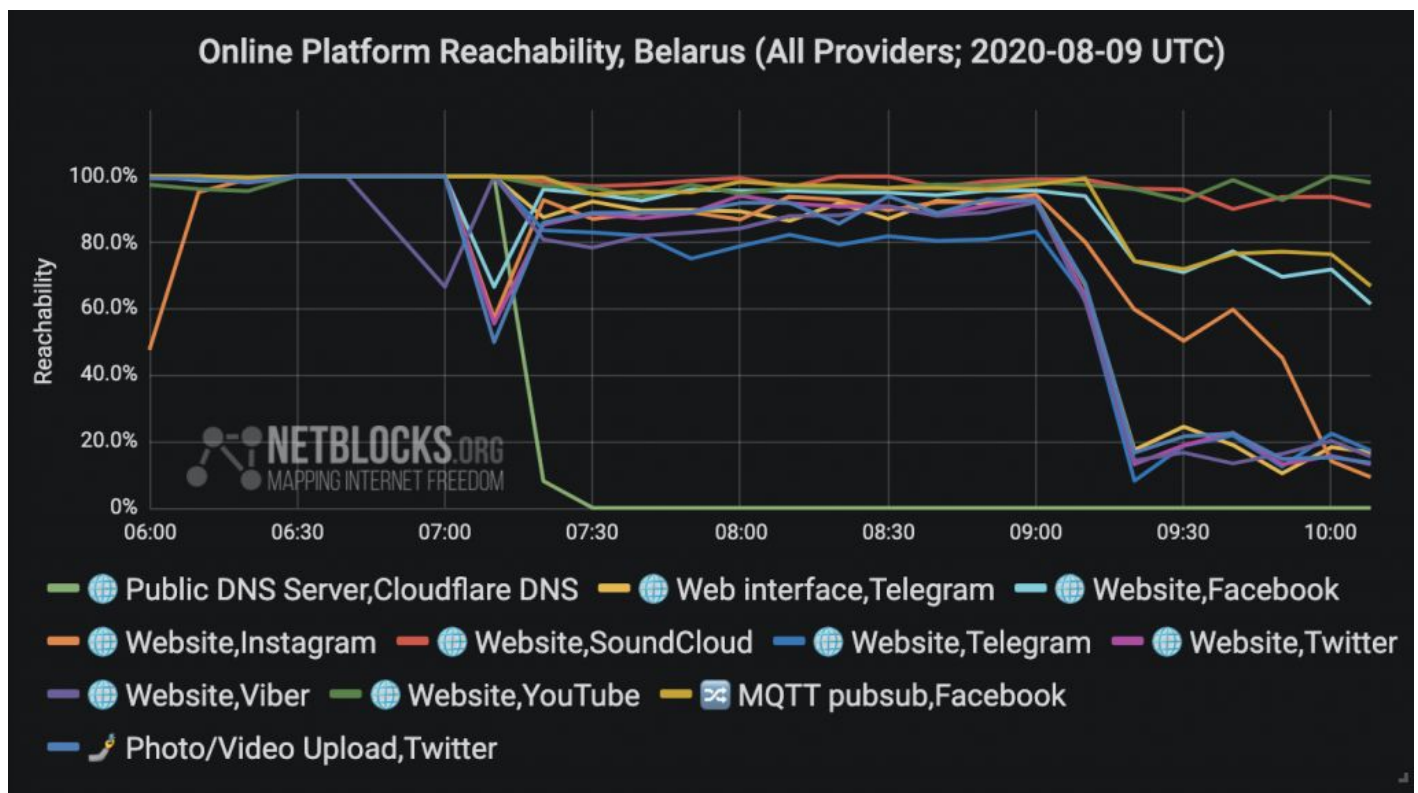 Online Platform Reachability, Belarus (All Providers; 2020-08-09 UTC)
Reachability
100.0%
80.0%
60.0%
40.0%
20.0%
0%
NETBLOCKS.ORG
MAPPING INTERNET FREEDOM
06:00 06:30 07:00 07:30 08:00 08:30 09:00 09:30 10:00
Public DNS Server,Cloudflare DNS Web interface,Telegram Website,Facebook
Website,Instagram Website,SoundCloud Website,Telegram Website,Twitter
Website,Viber Website,YouTube MQTT pubsub,Facebook
Photo/Video Upload,Twitter